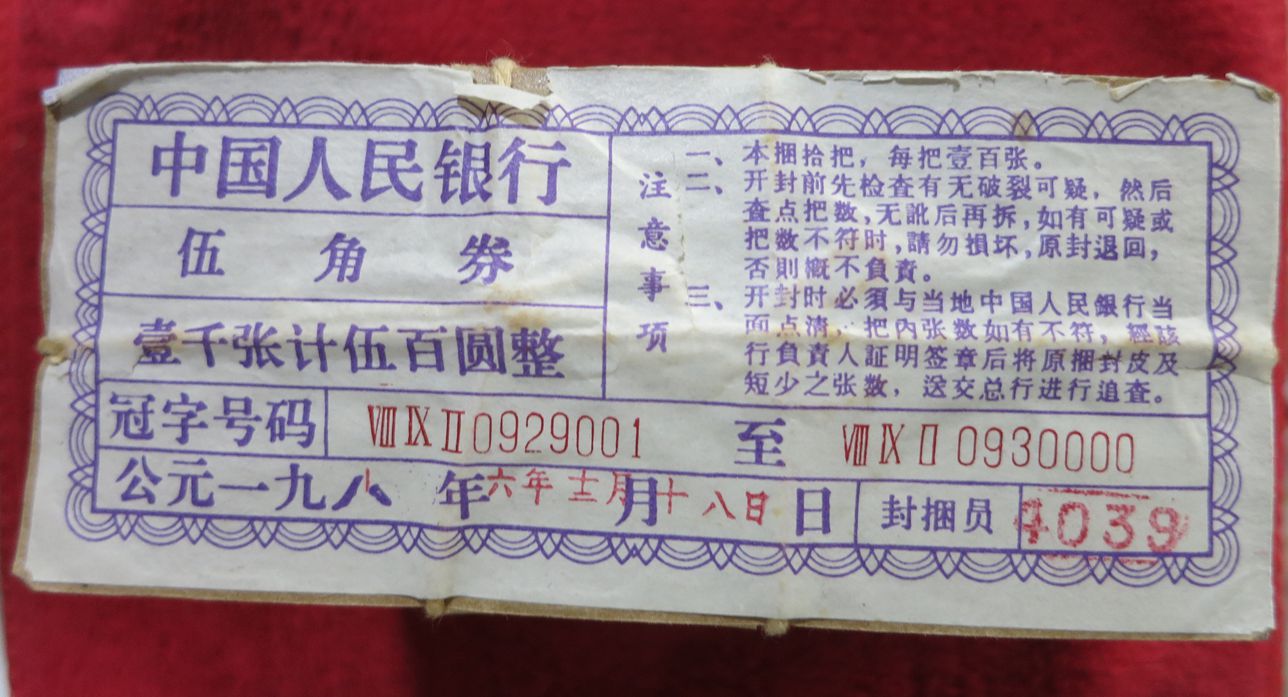 中国人民银行
伍角券
壹千张计伍百圆整
注意事项
一、本捆拾把，每把壹百张。
二、开封前先检查有无破裂可疑，然后
查点把数，无訛后再拆，如有可疑或
把数不符时，請勿損坏，原封退回，
否則概不負責。
三、开封时必須与当地中国人民銀行当
面点清，把內张数如有不符，經該
行負責人証明签章后将原捆封皮及
短少之张数，送交总行进行追查。
冠字号码 ⅧⅨⅡ0929001 至 ⅧⅨⅡ0930000
公元一九八 年六年十二月月十八日日 封捆员 4039